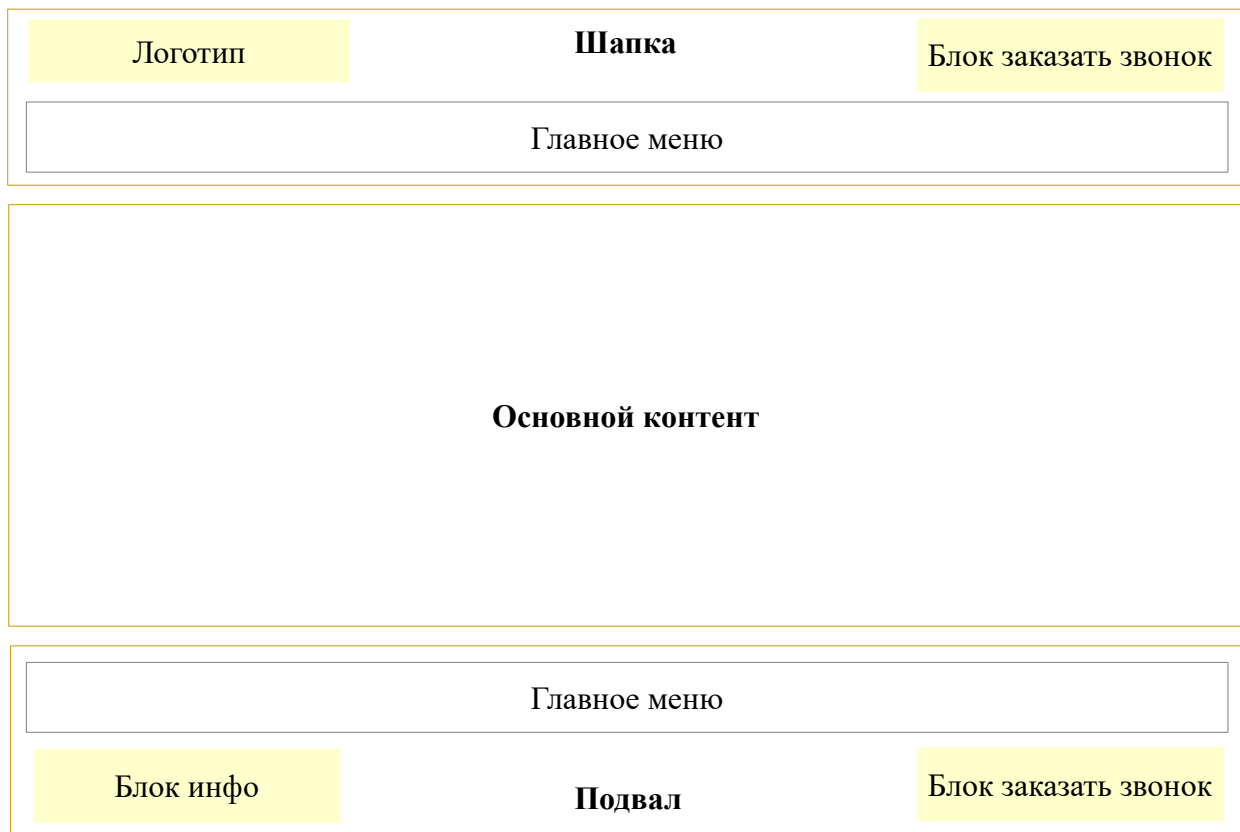 Логотип
Шапка
Блок заказать звонок
Главное меню
Основной контент
Главное меню
Блок инфо
Подвал
Блок заказать звонок